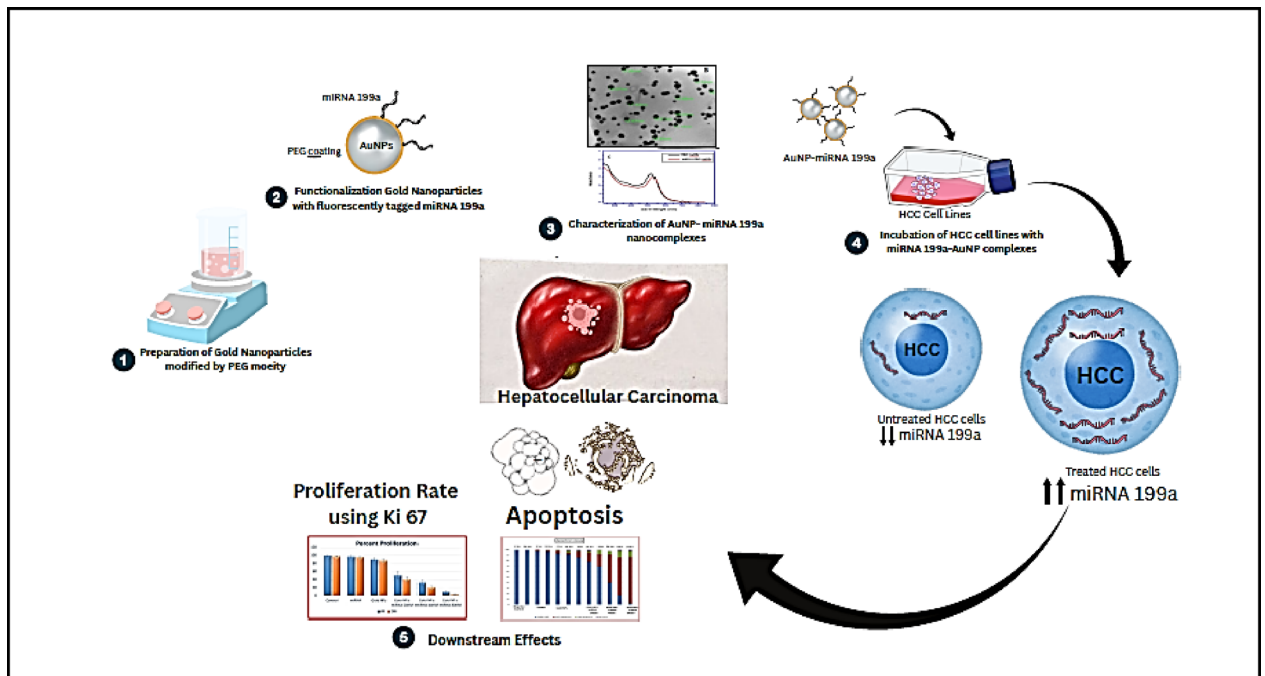 miRNA 199a
PEG coating
AuNPs
2 Functionalization Gold Nanoparticles
with fluorescently tagged miRNA 199a
1 Preparation of Gold Nanoparticles
modified by PEG moeity
3 Characterization of AuNP- miRNA 199a
nanocomplexes
AuNP-miRNA 199a
HCC Cell Lines
4 Incubation of HCC cell lines with
miRNA 199a-AuNP complexes
Hepatocellular Carcinoma
HCC
Untreated HCC cells
↓↓ miRNA 199a
HCC
Treated HCC cells
↑↑ miRNA 199a
Proliferation Rate
using Ki 67
Apoptosis
Percent Proliferation
5 Downstream Effects